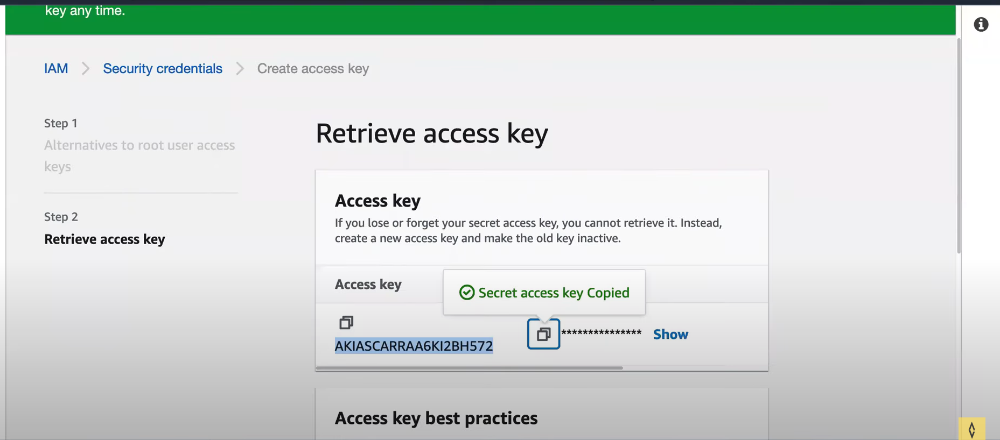 key any time.
IAM
Security credentials
Create access key
Step 1
Alternatives to root user access
keys
Step 2
Retrieve access key
Retrieve access key
Access key
If you lose or forget your secret access key, you cannot retrieve it. Instead,
create a new access key and make the old key inactive.
Access key
Secret access key Copied
AKIASCARRAA6KI2BH572
*************** Show
Access key best practices